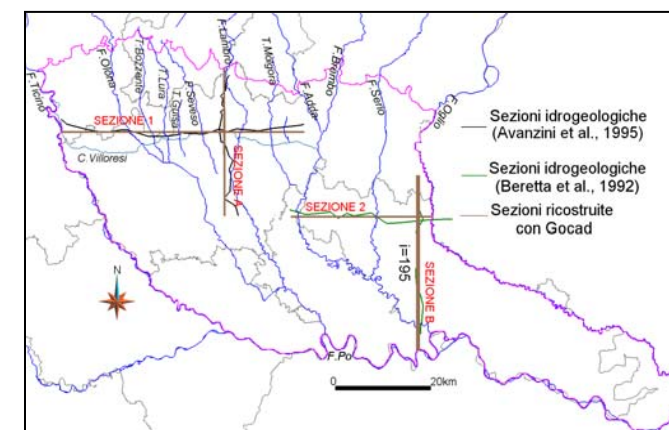 F.Ticino
F.Olona
T.Bozzente
T.Lura
T.Garsa
F.Seveso
F.Lambro
T.Molgora
F.Adda
F.Brembo
F.Serio
F.Oglio
SEZIONE 1
C.Villoresi
SEZIONE A
SEZIONE 2
SEZIONE B
i=195
Sezioni idrogeologiche
(Avanzini et al., 1995)
Sezioni idrogeologiche
(Beretta et al., 1992)
Sezioni ricostruite
con Gocad
N
F.Po
0
20km